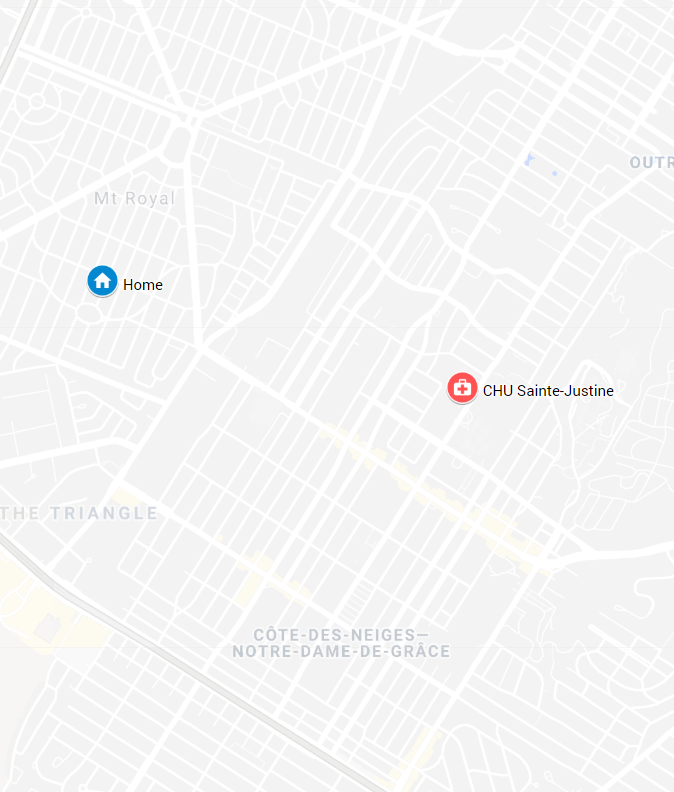 OUTR
Mt Royal
Home
CHU Sainte-Justine
THE TRIANGLE
CÔTE-DES-NEIGES—
NOTRE-DAME-DE-GRÂCE